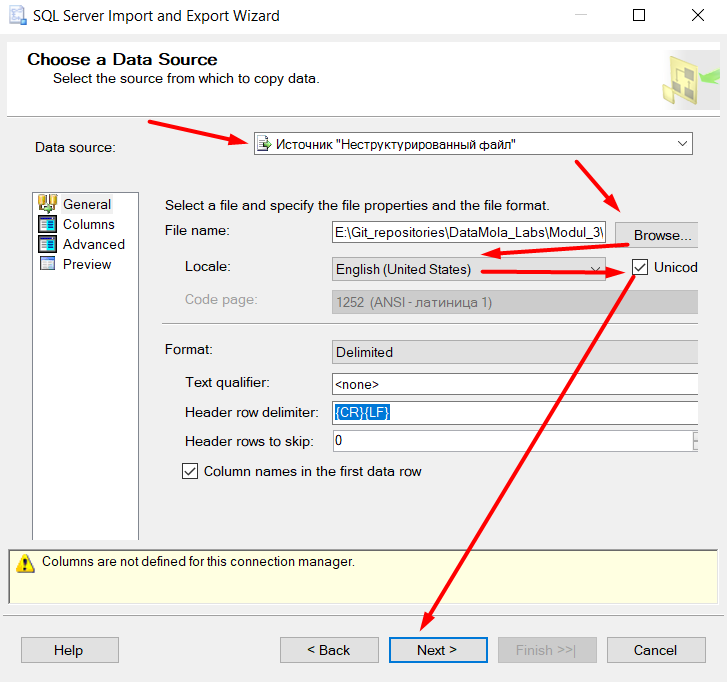 SQL Server Import and Export Wizard
Choose a Data Source
Select the source from which to copy data.
Data source:
Источник "Неструктурированный файл"
General
Columns
Advanced
Preview
Select a file and specify the file properties and the file format.
File name:
E:\Git_repositories\DataMola_Labs\Modul_3\
Browse...
Locale:
English (United States)
Unicod
Code page:
1252 (ANSI - латиница 1)
Format:
Delimited
Text qualifier:
<none>
Header row delimiter:
{CR}{LF}
Header rows to skip:
0
Column names in the first data row
Columns are not defined for this connection manager.
Help
< Back
Next >
Finish >>|
Cancel